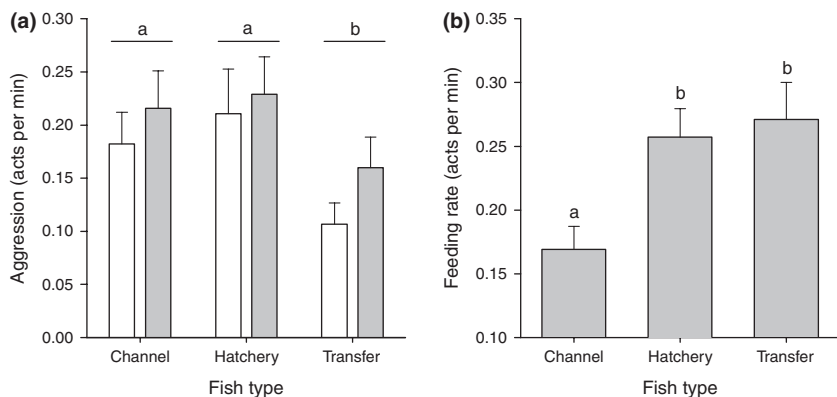 (a)
0.30
0.25
0.20
0.15
0.10
0.05
0.00
Aggression (acts per min)
a
a
b
Channel
Hatchery
Transfer
Fish type
(b)
0.35
0.30
0.25
0.20
0.15
0.10
Feeding rate (acts per min)
a
b
b
Channel
Hatchery
Transfer
Fish type